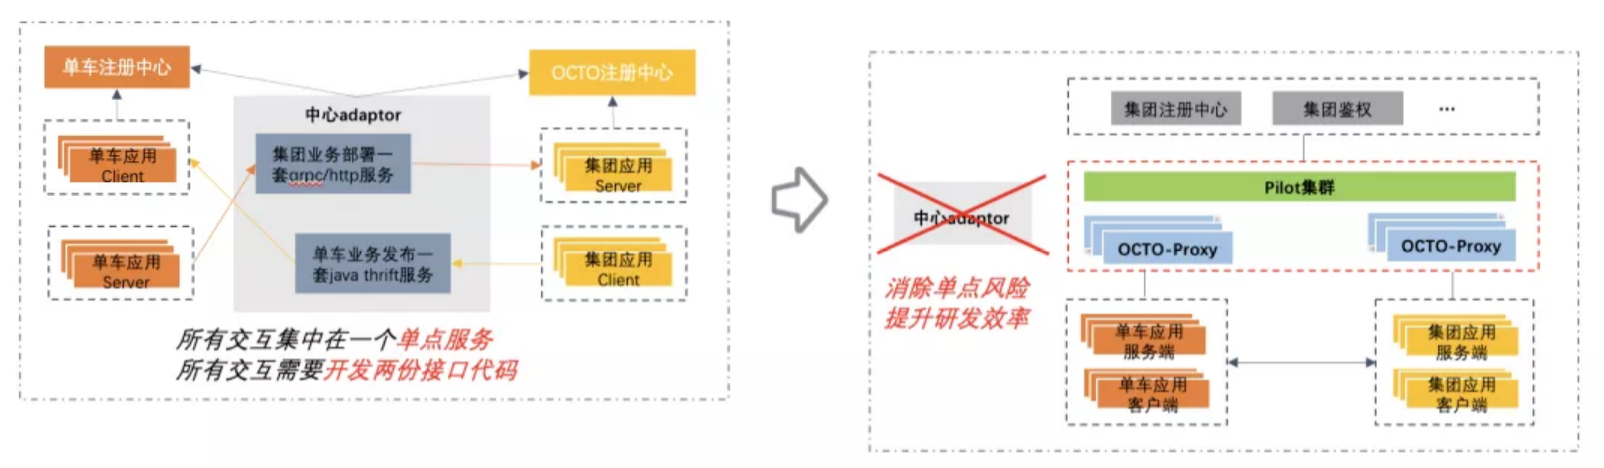 单车注册中心
OCTO注册中心
中心adaptor
单车应用
Client
集团业务部署一
套grpc/http服务
集团应用
Server
单车应用
Server
单车业务发布一
套java thrift服务
集团应用
Client
所有交互集中在一个单点服务
所有交互需要开发两份接口代码
集团注册中心
集团鉴权
...
Pilot集群
OCTO-Proxy
OCTO-Proxy
中心adaptor
消除单点风险
提升研发效率
单车应用
服务端
集团应用
服务端
单车应用
客户端
集团应用
客户端